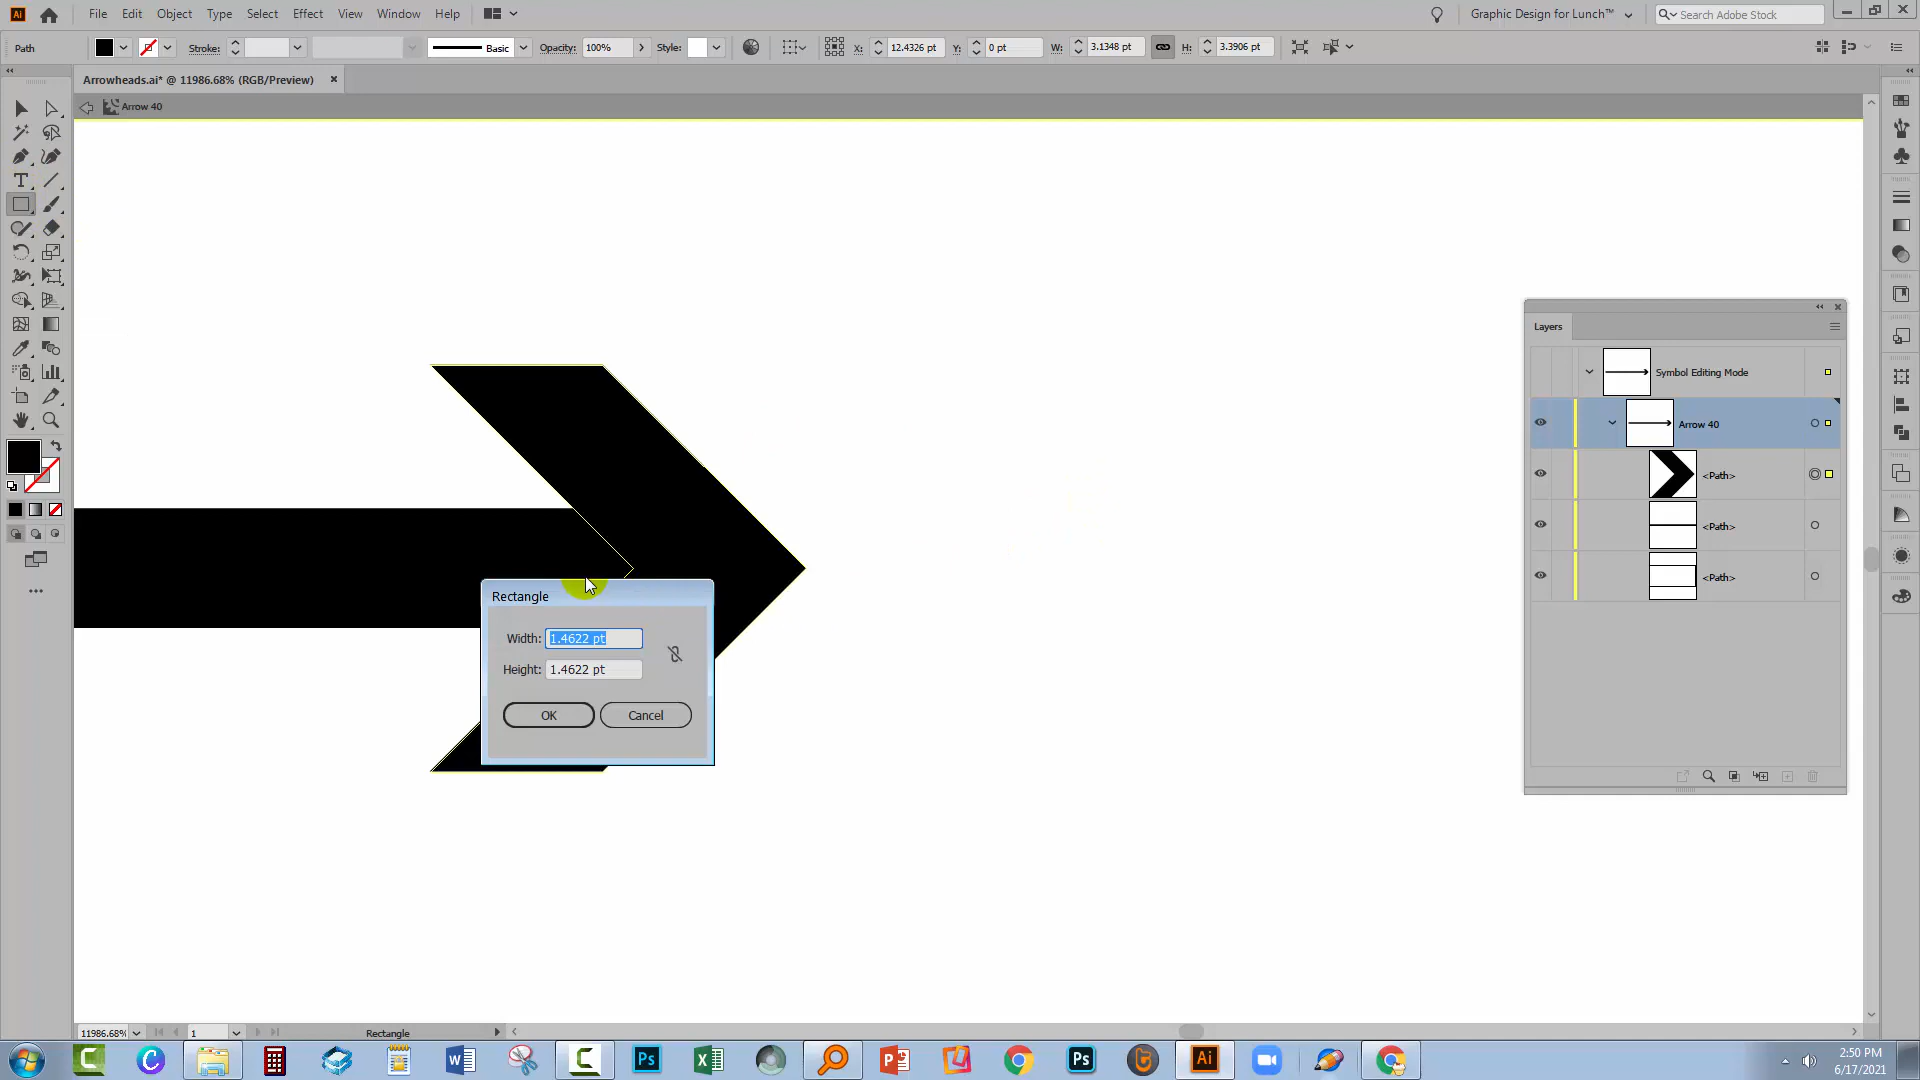 Ai File Edit Object Type Select Effect View Window Help Graphic Design for Lunch™ Search Adobe Stock
Path Stroke: Basic Opacity: 100% Style: X: 12.4326 pt Y: 0 pt W: 3.1348 pt H: 3.3906 pt
Arrowheads.ai* @ 11986.68% (RGB/Preview)
Arrow 40
Layers
Symbol Editing Mode
Arrow 40
<Path>
<Path>
<Path>
Rectangle
Width: 1.4622 pt
Height: 1.4622 pt
OK Cancel
11986.68% 1 Rectangle
2:50 PM
6/17/2021